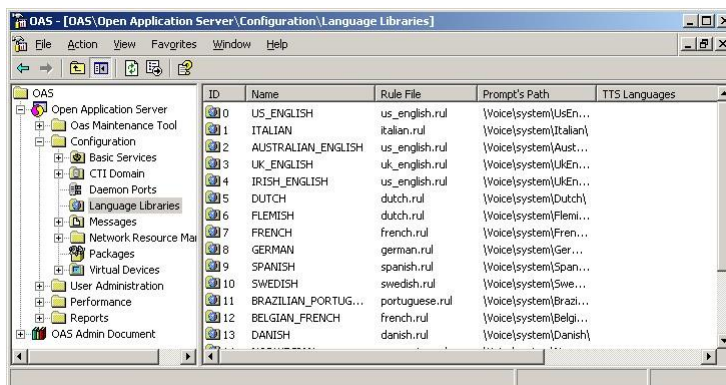 OAS - [OAS\Open Application Server\Configuration\Language Libraries]
File Action View Favorites Window Help
OAS
Open Application Server
Oas Maintenance Tool
Configuration
Basic Services
CTI Domain
Daemon Ports
Language Libraries
Messages
Network Resource Ma
Packages
Virtual Devices
User Administration
Performance
Reports
OAS Admin Document
ID Name Rule File Prompt's Path TTS Languages
0 US_ENGLISH us_english.rul \Voice\system\UsEn...
1 ITALIAN italian.rul \Voice\system\Italian\
2 AUSTRALIAN_ENGLISH us_english.rul \Voice\system\Aust...
3 UK_ENGLISH uk_english.rul \Voice\system\UkEn...
4 IRISH_ENGLISH us_english.rul \Voice\system\UkEn...
5 DUTCH dutch.rul \Voice\system\Dutch\
6 FLEMISH dutch.rul \Voice\system\Flemi...
7 FRENCH french.rul \Voice\system\Fren...
8 GERMAN german.rul \Voice\system\Ger...
9 SPANISH spanish.rul \Voice\system\Span...
10 SWEDISH swedish.rul \Voice\system\Swe...
11 BRAZILIAN_PORTUG... portuguese.rul \Voice\system\Brazi...
12 BELGIAN_FRENCH french.rul \Voice\system\Belgi...
13 DANISH danish.rul \Voice\system\Danish\